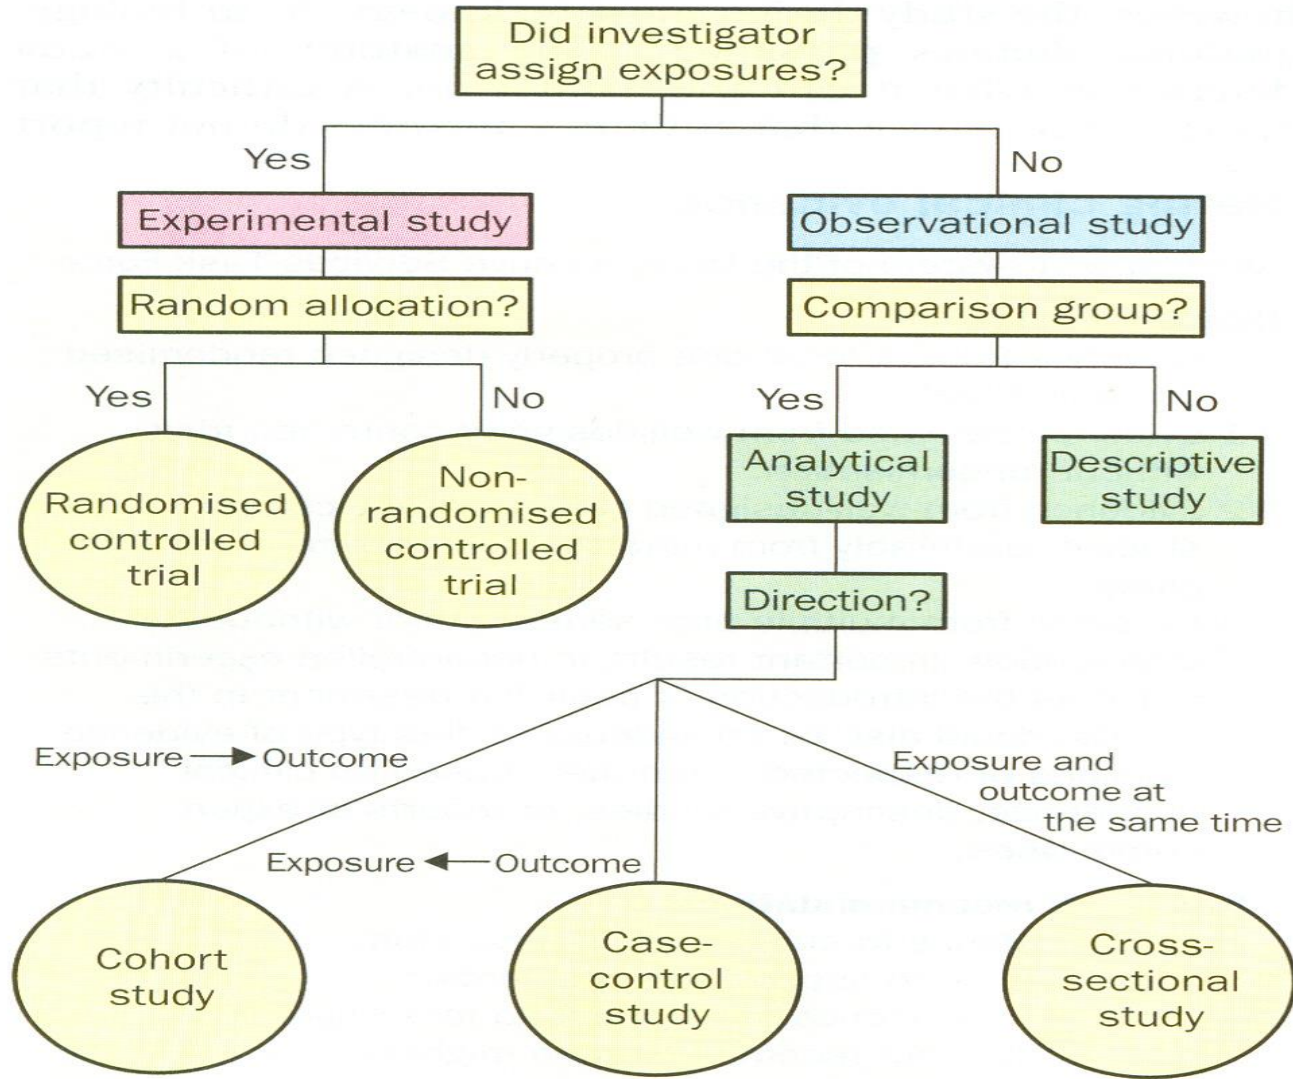 Did investigator
assign exposures?
Yes
No
Experimental study
Observational study
Random allocation?
Comparison group?
Yes
No
Yes
No
Randomised
controlled
trial
Non-
randomised
controlled
trial
Analytical
study
Descriptive
study
Direction?
Exposure → Outcome
Exposure and
outcome at
the same time
Exposure ← Outcome
Cohort
study
Case-
control
study
Cross-
sectional
study